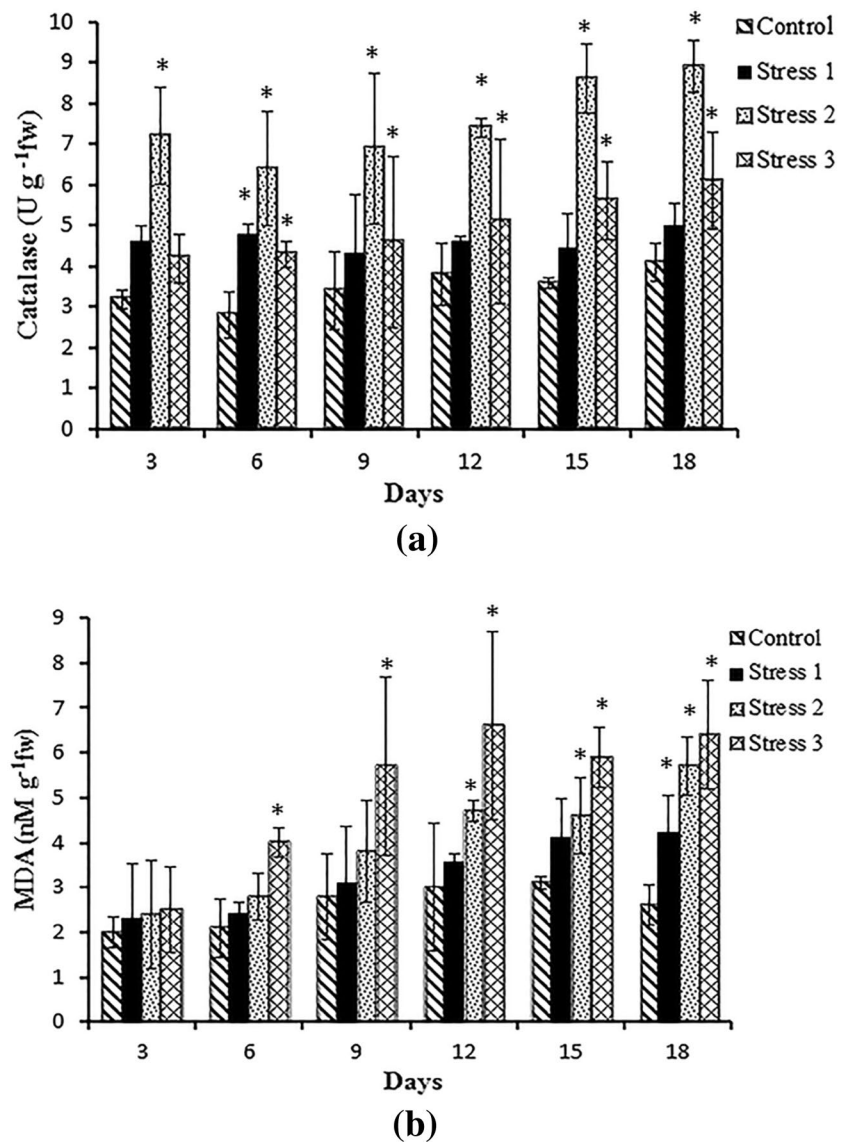 10
9
8
7
6
5
4
3
2
1
0
Catalase (U g -1fw)
* * * * * * * * * * *
3 6 9 12 15 18
Days
Control
Stress 1
Stress 2
Stress 3
(a)
9
8
7
6
5
4
3
2
1
0
MDA (nM g-1fw)
* * * * * * * * *
3 6 9 12 15 18
Days
Control
Stress 1
Stress 2
Stress 3
(b)